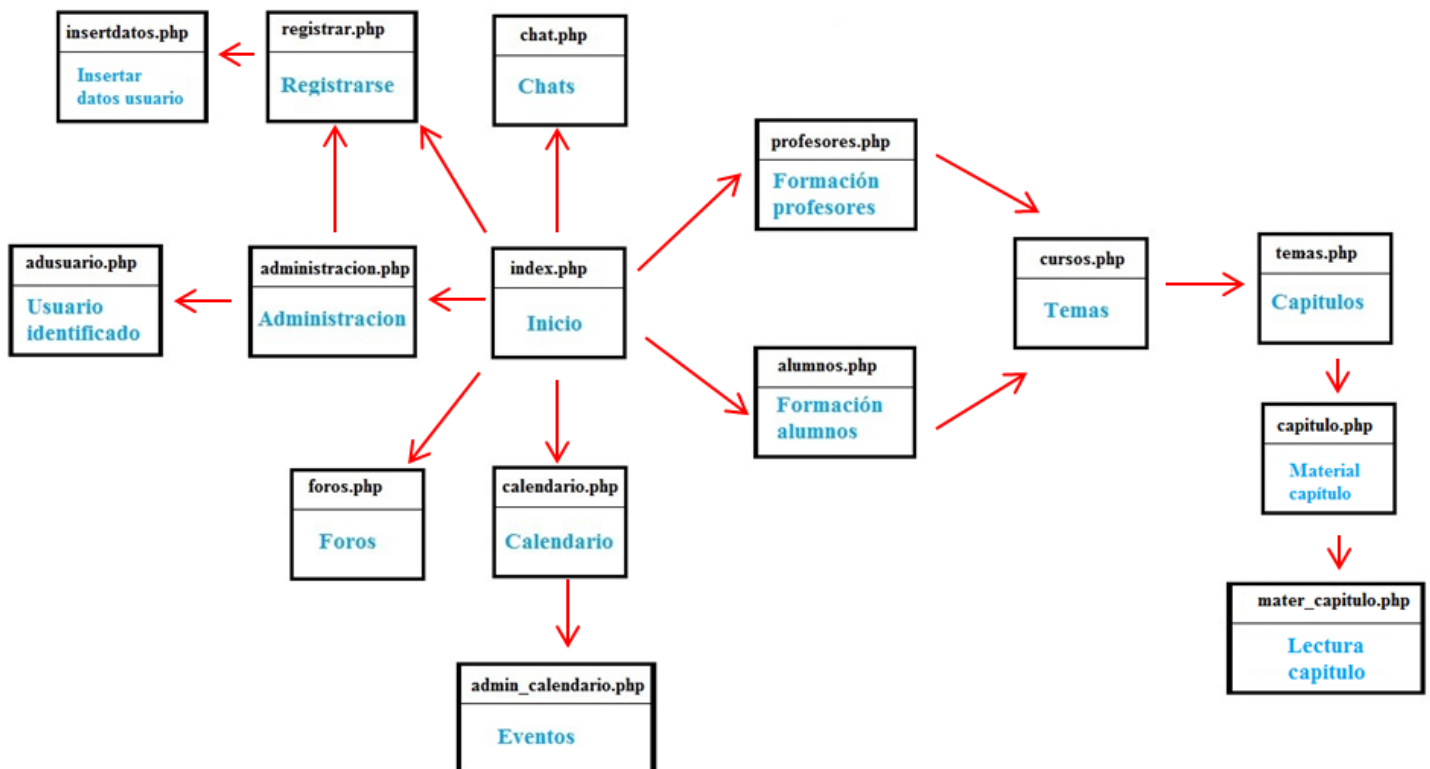 insertdatos.php
Insertar
datos usuario
registrar.php
Registrarse
chat.php
Chats
profesores.php
Formación
profesores
adusuario.php
Usuario
identificado
administracion.php
Administracion
index.php
Inicio
cursos.php
Temas
temas.php
Capitulos
alumnos.php
Formación
alumnos
capitulo.php
Material
capítulo
foros.php
Foros
calendario.php
Calendario
mater_capitulo.php
Lectura
capitulo
admin_calendario.php
Eventos